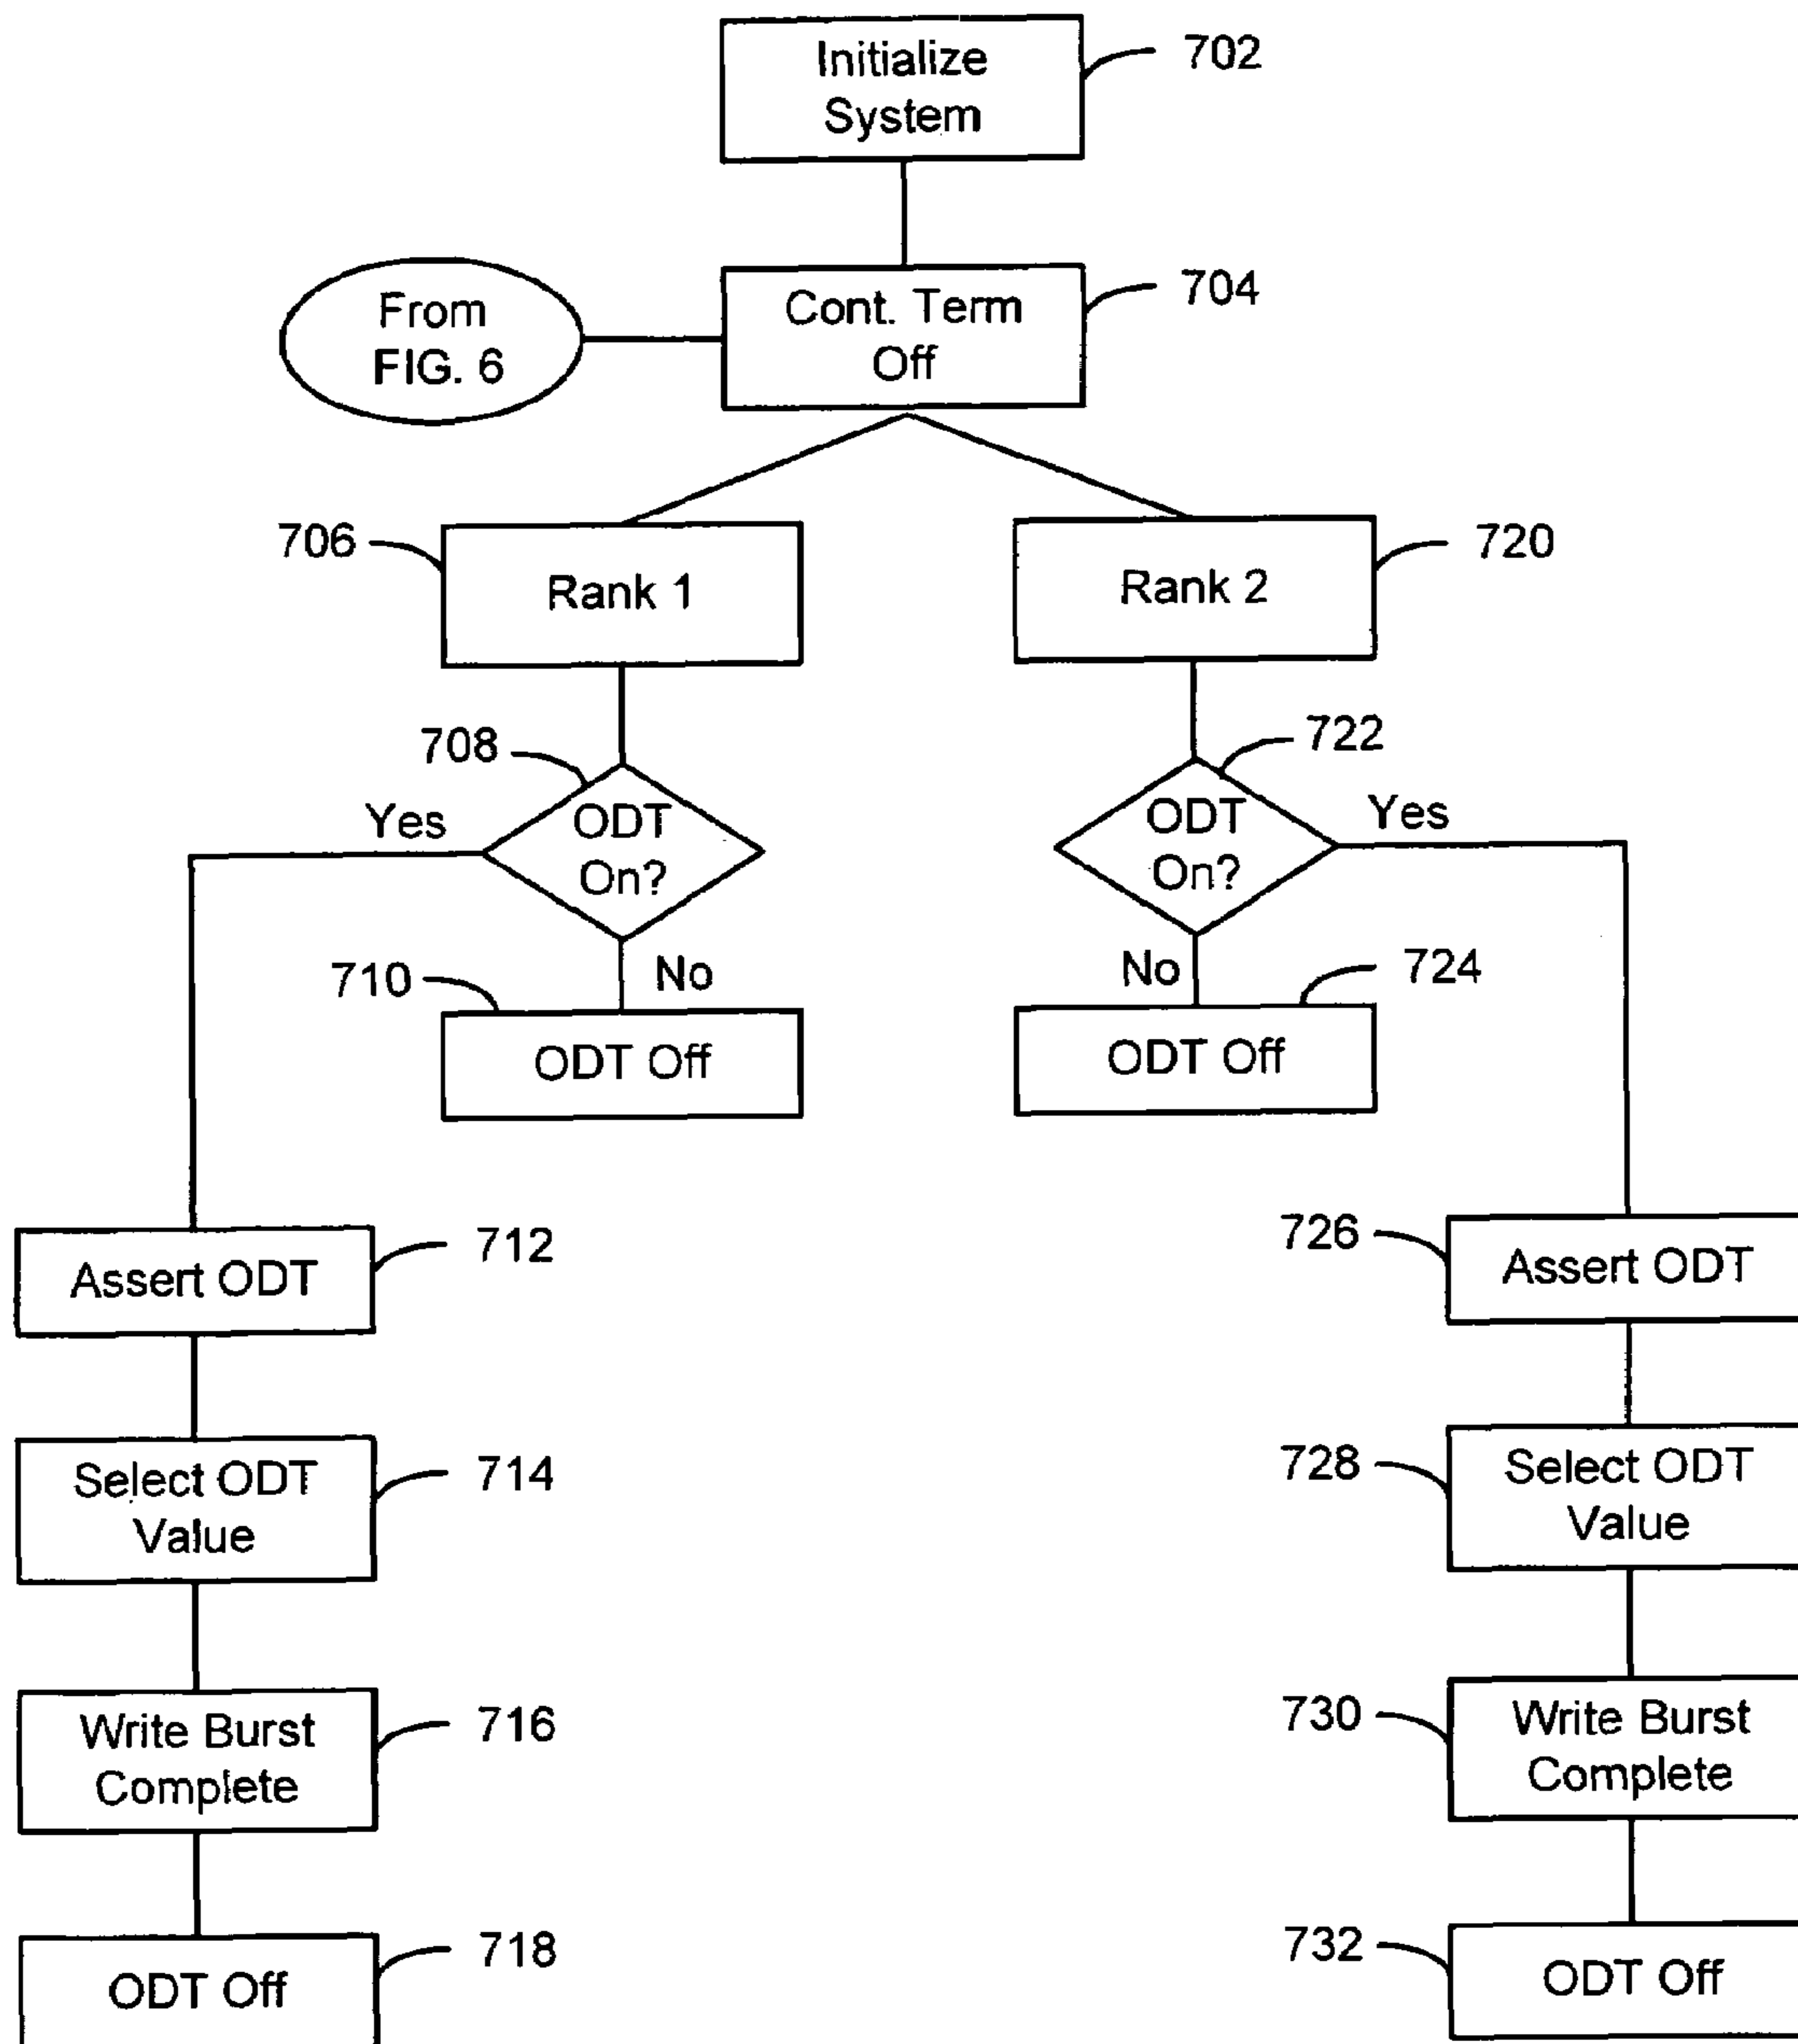 Initialize
System
702
From
FIG. 6
Cont. Term
Off
704
706
Rank 1
Rank 2
720
708
Yes
ODT
On?
722
ODT
On?
Yes
710
No
ODT Off
No
724
ODT Off
Assert ODT
712
726
Assert ODT
Select ODT
Value
714
728
Select ODT
Value
Write Burst
Complete
716
730
Write Burst
Complete
ODT Off
718
732
ODT Off